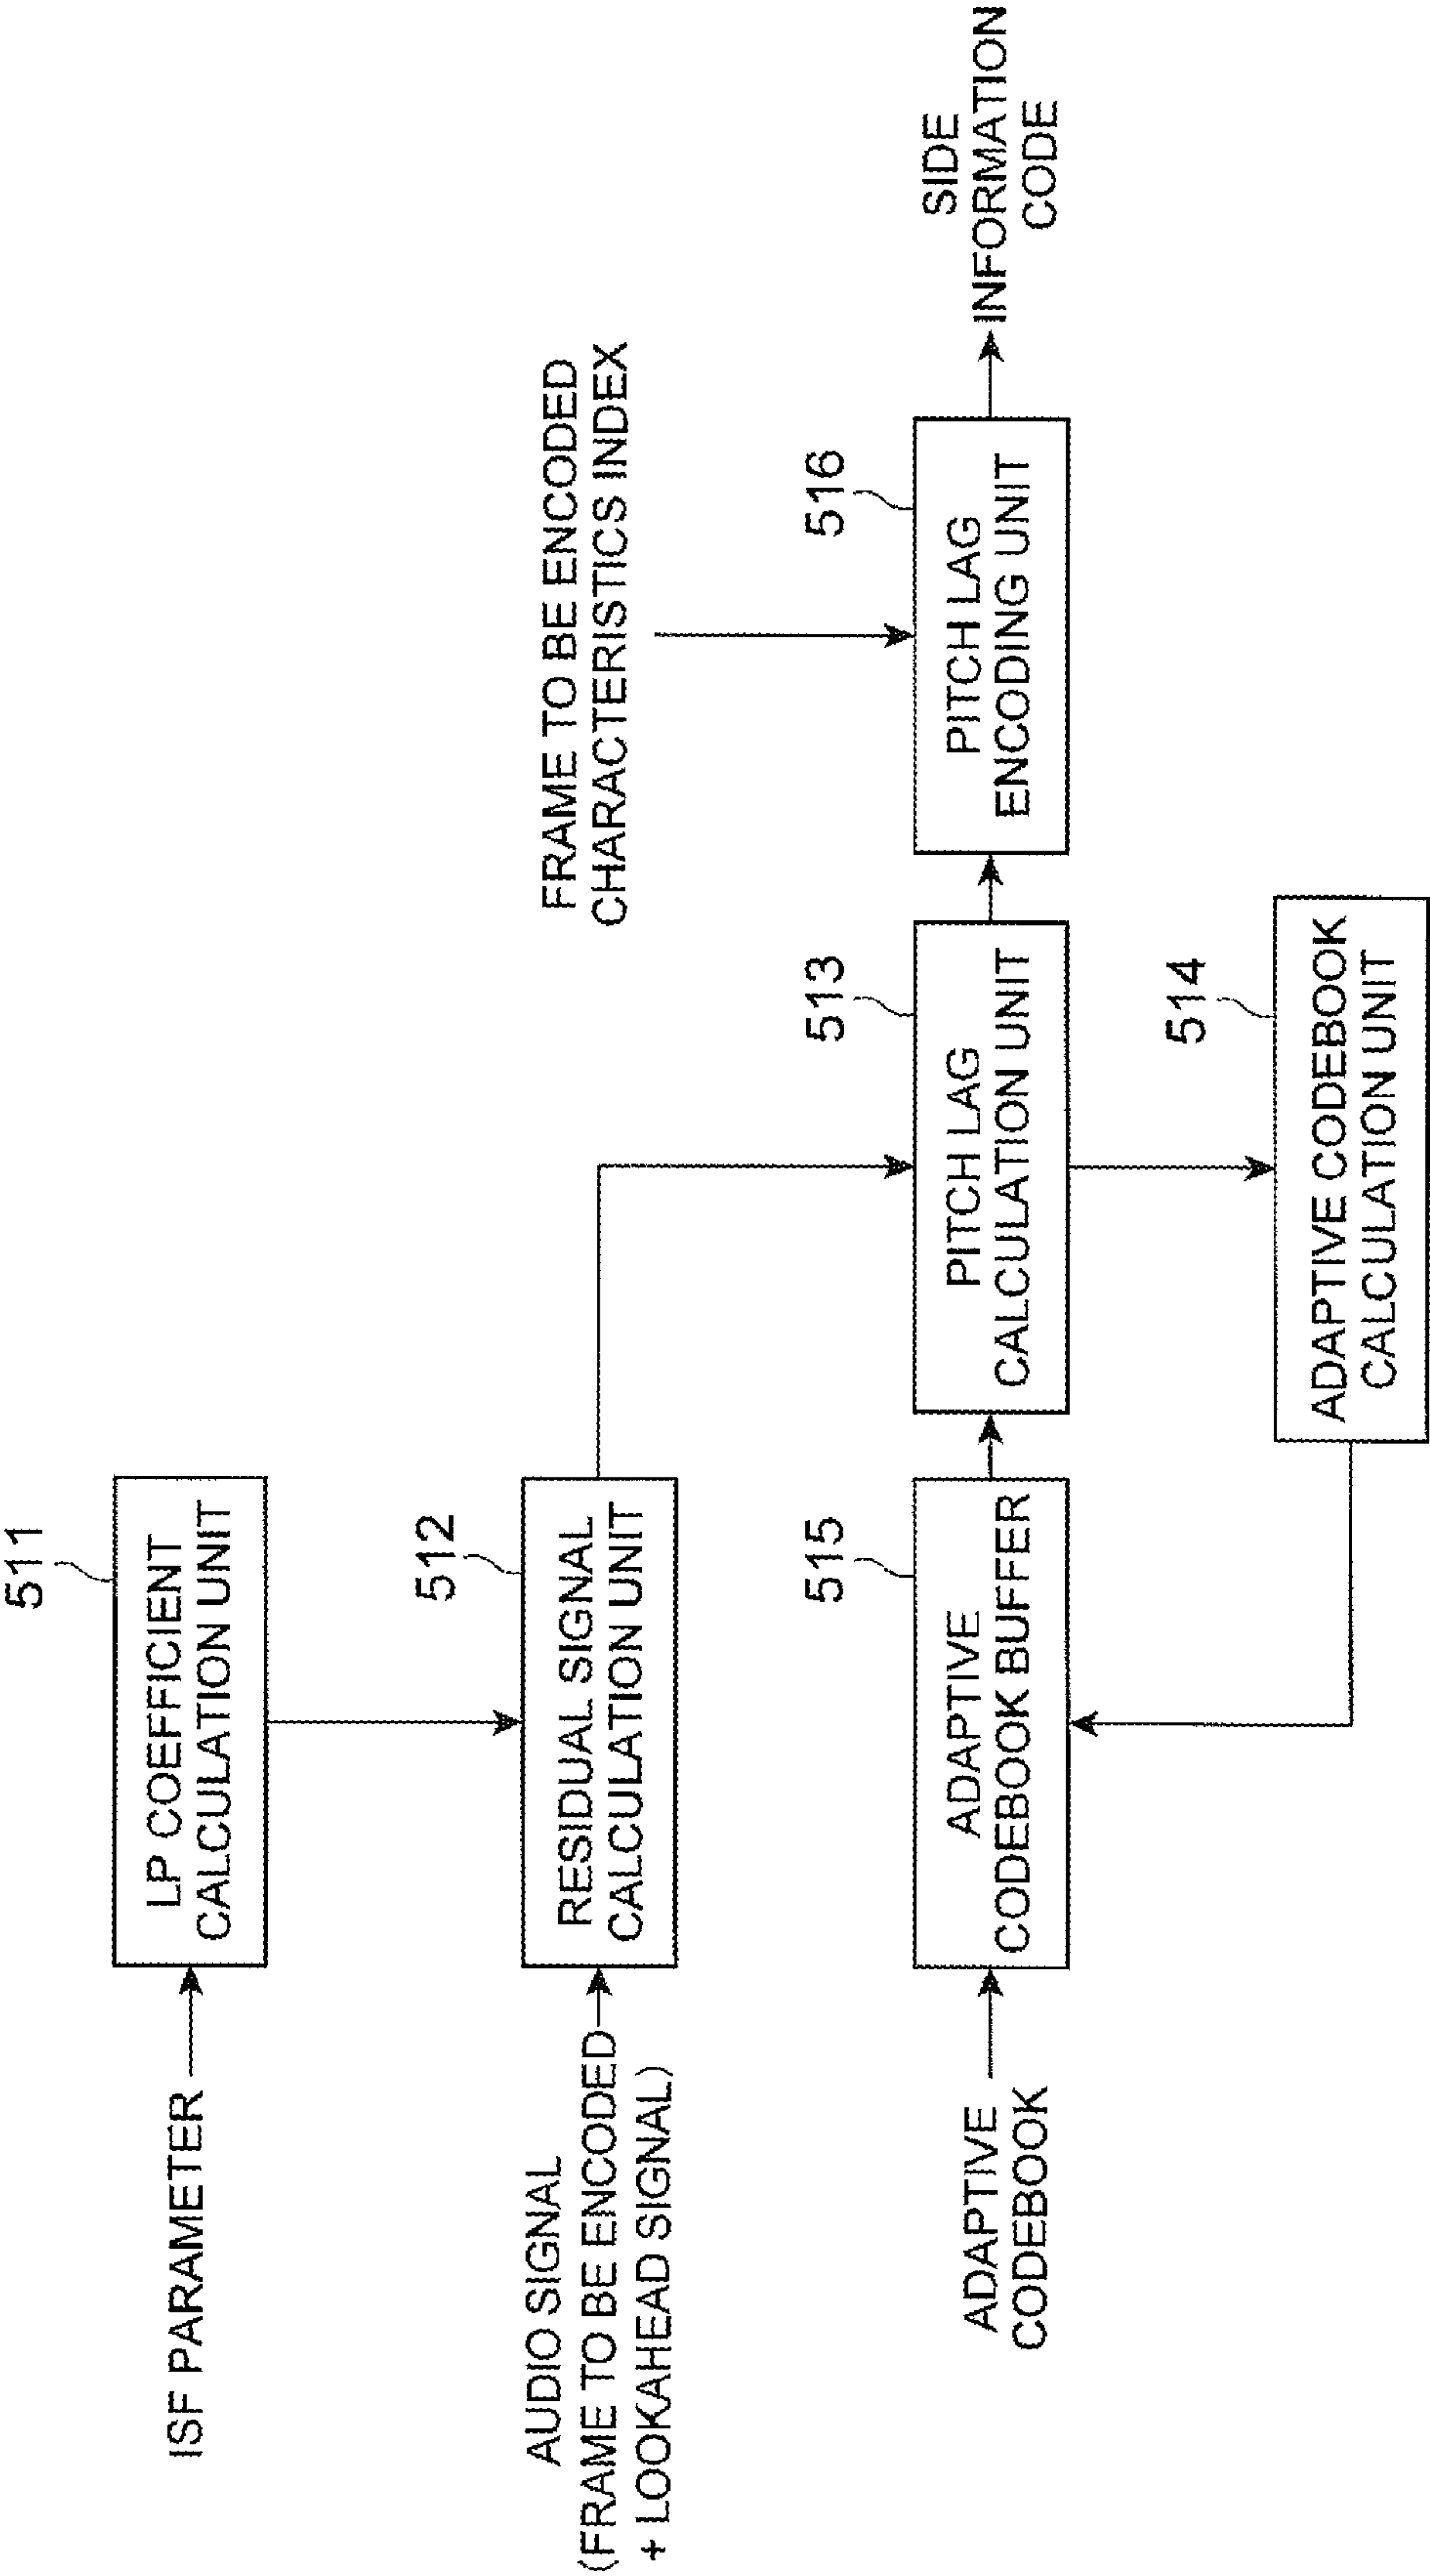 511
ISF PARAMETER
LP COEFFICIENT
CALCULATION UNIT
512
AUDIO SIGNAL
(FRAME TO BE ENCODED
+ LOOKAHEAD SIGNAL)
RESIDUAL SIGNAL
CALCULATION UNIT
FRAME TO BE ENCODED
CHARACTERISTICS INDEX
515
513
516
ADAPTIVE
CODEBOOK
ADAPTIVE
CODEBOOK BUFFER
PITCH LAG
CALCULATION UNIT
PITCH LAG
ENCODING UNIT
SIDE
INFORMATION
CODE
514
ADAPTIVE CODEBOOK
CALCULATION UNIT